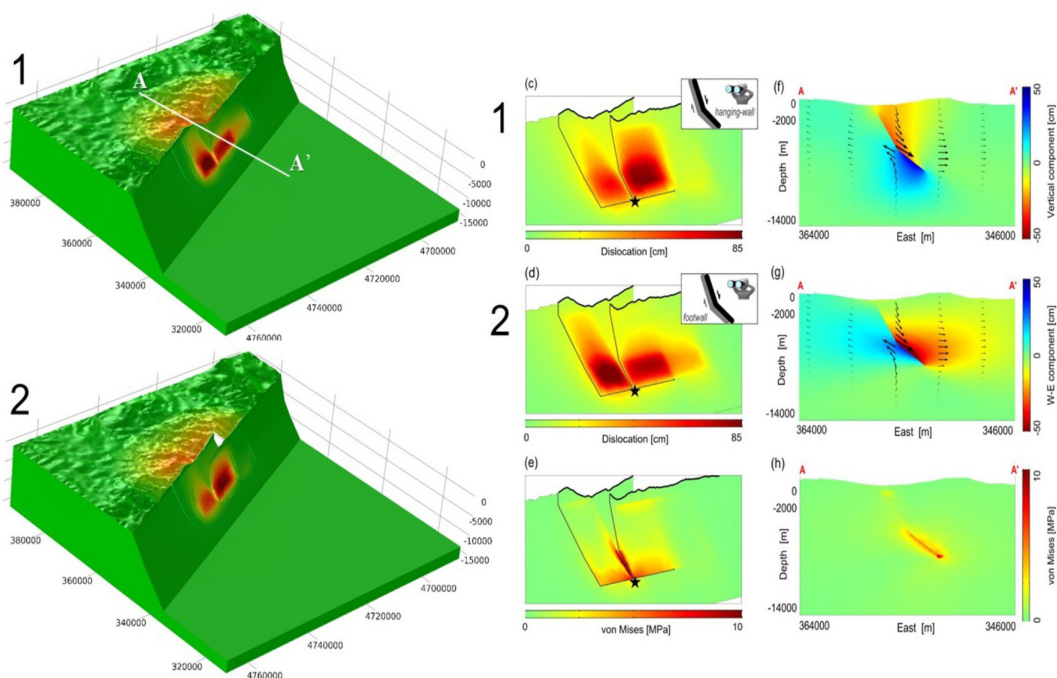 1
A
A'
0
-5000
-10000
-15000
380000
360000
340000
320000
4700000
4720000
4740000
4760000
2
0
-5000
-10000
-15000
380000
360000
340000
320000
4700000
4720000
4740000
4760000
1
(c)
hanging-wall
0
85
Dislocation [cm]
(f)
A
A'
0
-2000
Depth [m]
-14000
364000
346000
East [m]
50
0
-50
Vertical component [cm]
2
(d)
footwall
0
85
Dislocation [cm]
(g)
A
A'
0
-2000
Depth [m]
-14000
364000
346000
East [m]
50
0
-50
W-E component [cm]
(e)
0
10
von Mises [MPa]
(h)
A
A'
0
-2000
Depth [m]
-14000
364000
346000
East [m]
10
0
von Mises [MPa]